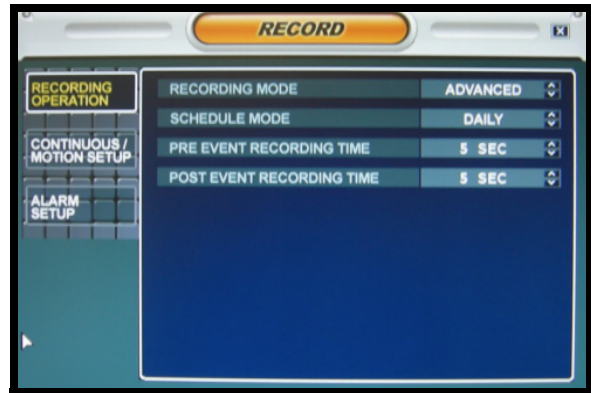 RECORD
RECORDING
OPERATION
CONTINUOUS /
MOTION SETUP
ALARM
SETUP
RECORDING MODE ADVANCED
SCHEDULE MODE DAILY
PRE EVENT RECORDING TIME 5 SEC
POST EVENT RECORDING TIME 5 SEC